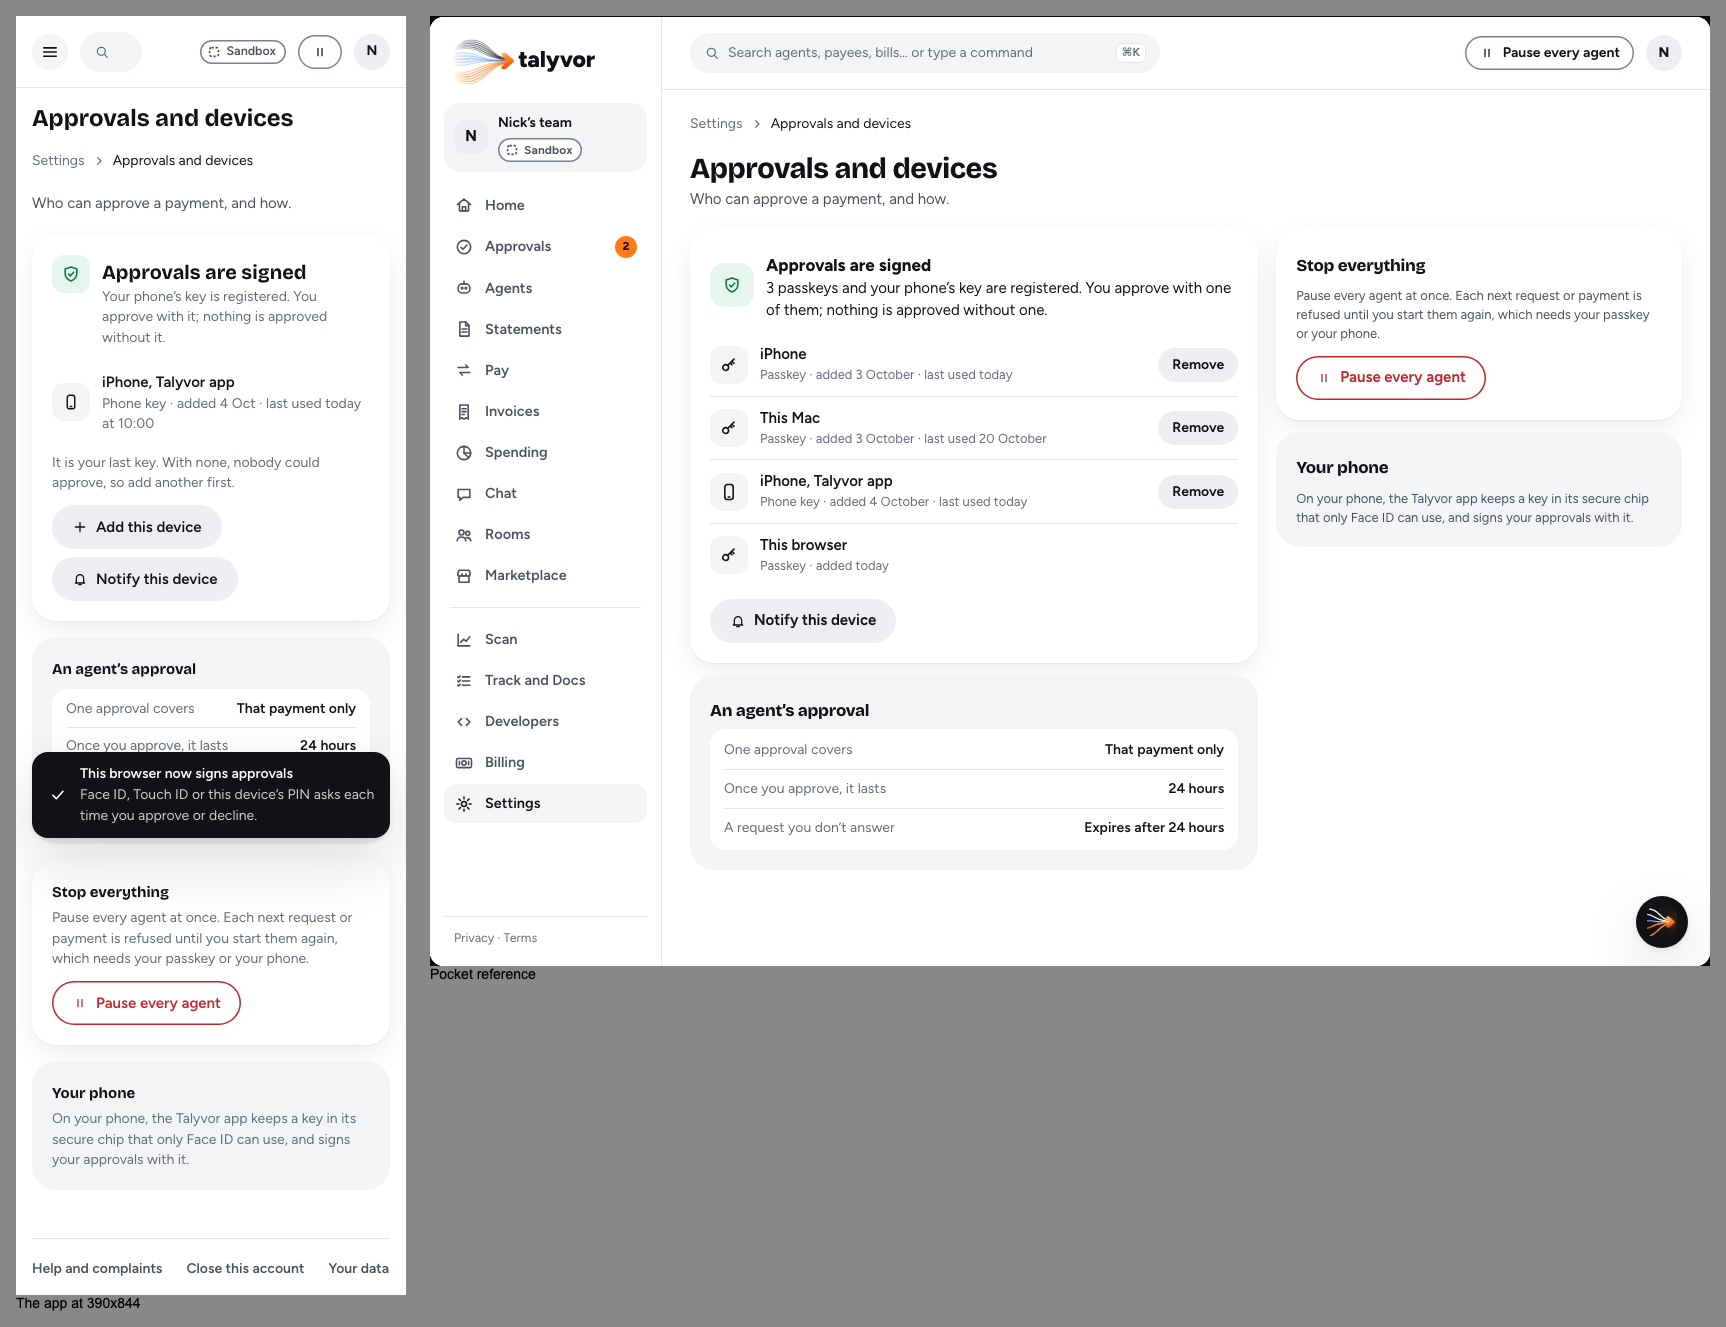 Sandbox
N
Approvals and devices
Settings > Approvals and devices
Who can approve a payment, and how.
Approvals are signed
Your phone’s key is registered. You
approve with it; nothing is approved
without it.
iPhone, Talyvor app
Phone key · added 4 Oct · last used today
at 10:00
It is your last key. With none, nobody could
approve, so add another first.
Add this device
Notify this device
An agent’s approval
One approval covers That payment only
Once you approve, it lasts 24 hours
This browser now signs approvals
Face ID, Touch ID or this device’s PIN asks each
time you approve or decline.
Stop everything
Pause every agent at once. Each next request or
payment is refused until you start them again,
which needs your passkey or your phone.
Pause every agent
Your phone
On your phone, the Talyvor app keeps a key in its
secure chip that only Face ID can use, and signs
your approvals with it.
Help and complaints Close this account Your data
The app at 390x844
talyvor
N
Nick’s team
Sandbox
Home
Approvals 2
Agents
Statements
Pay
Invoices
Spending
Chat
Rooms
Marketplace
Scan
Track and Docs
Developers
Billing
Settings
Privacy · Terms
Search agents, payees, bills... or type a command ⌘K
Pause every agent
N
Settings > Approvals and devices
Approvals and devices
Who can approve a payment, and how.
Approvals are signed
3 passkeys and your phone’s key are registered. You approve with one
of them; nothing is approved without one.
iPhone
Passkey · added 3 October · last used today
Remove
This Mac
Passkey · added 3 October · last used 20 October
Remove
iPhone, Talyvor app
Phone key · added 4 October · last used today
Remove
This browser
Passkey · added today
Notify this device
An agent’s approval
One approval covers That payment only
Once you approve, it lasts 24 hours
A request you don’t answer Expires after 24 hours
Stop everything
Pause every agent at once. Each next request or payment is
refused until you start them again, which needs your passkey
or your phone.
Pause every agent
Your phone
On your phone, the Talyvor app keeps a key in its secure chip
that only Face ID can use, and signs your approvals with it.
Pocket reference